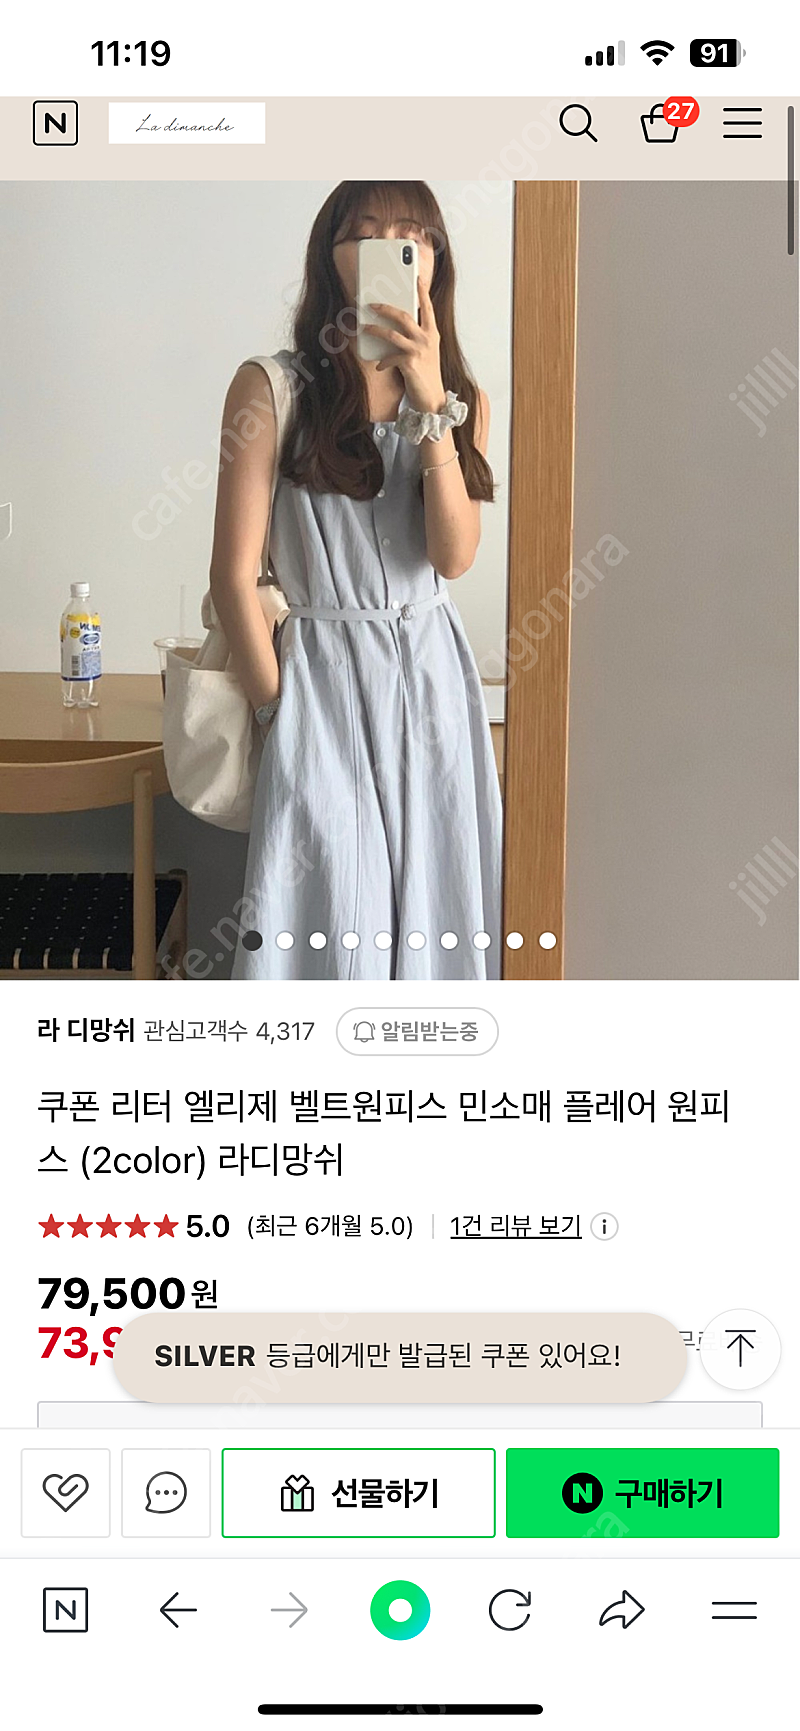 11:19
91
N
La dimanche
27
cafe.naver.com/joonggonara
jillll
jillll
라 디망쉬 관심고객수 4,317 알림받는중
쿠폰 리터 엘리제 벨트원피스 민소매 플레어 원피
스 (2color) 라디망쉬
5.0 (최근 6개월 5.0) 1건 리뷰 보기
79,500원
73,9
SILVER 등급에게만 발급된 쿠폰 있어요!
선물하기
N 구매하기
N